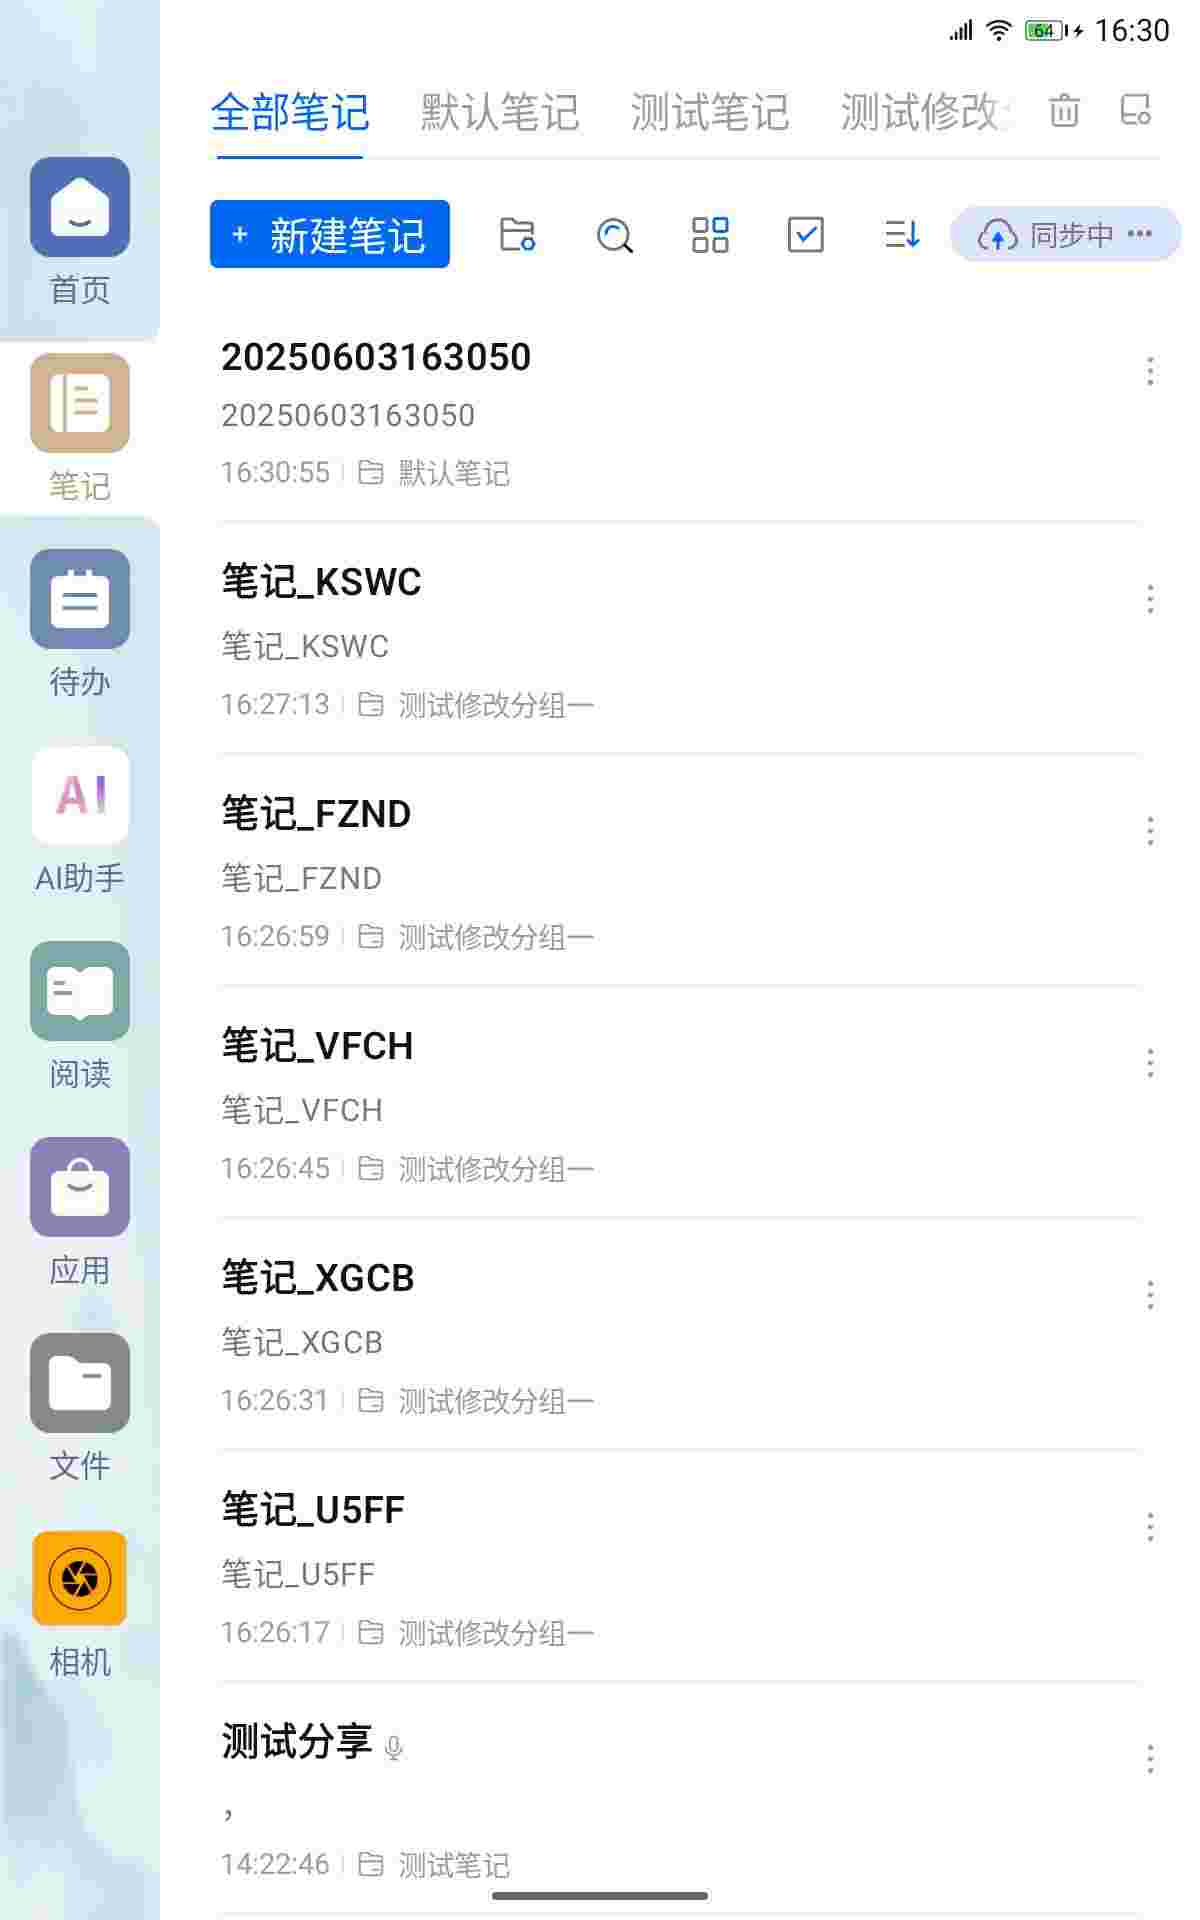 64 16:30
全部笔记 默认笔记 测试笔记 测试修改
+ 新建笔记 同步中 •••
首页
笔记
待办
AI
AI助手
阅读
应用
文件
相机
20250603163050
20250603163050
16:30:55 默认笔记
笔记_KSWC
笔记_KSWC
16:27:13 测试修改分组一
笔记_FZND
笔记_FZND
16:26:59 测试修改分组一
笔记_VFCH
笔记_VFCH
16:26:45 测试修改分组一
笔记_XGCB
笔记_XGCB
16:26:31 测试修改分组一
笔记_U5FF
笔记_U5FF
16:26:17 测试修改分组一
测试分享
，
14:22:46 测试笔记